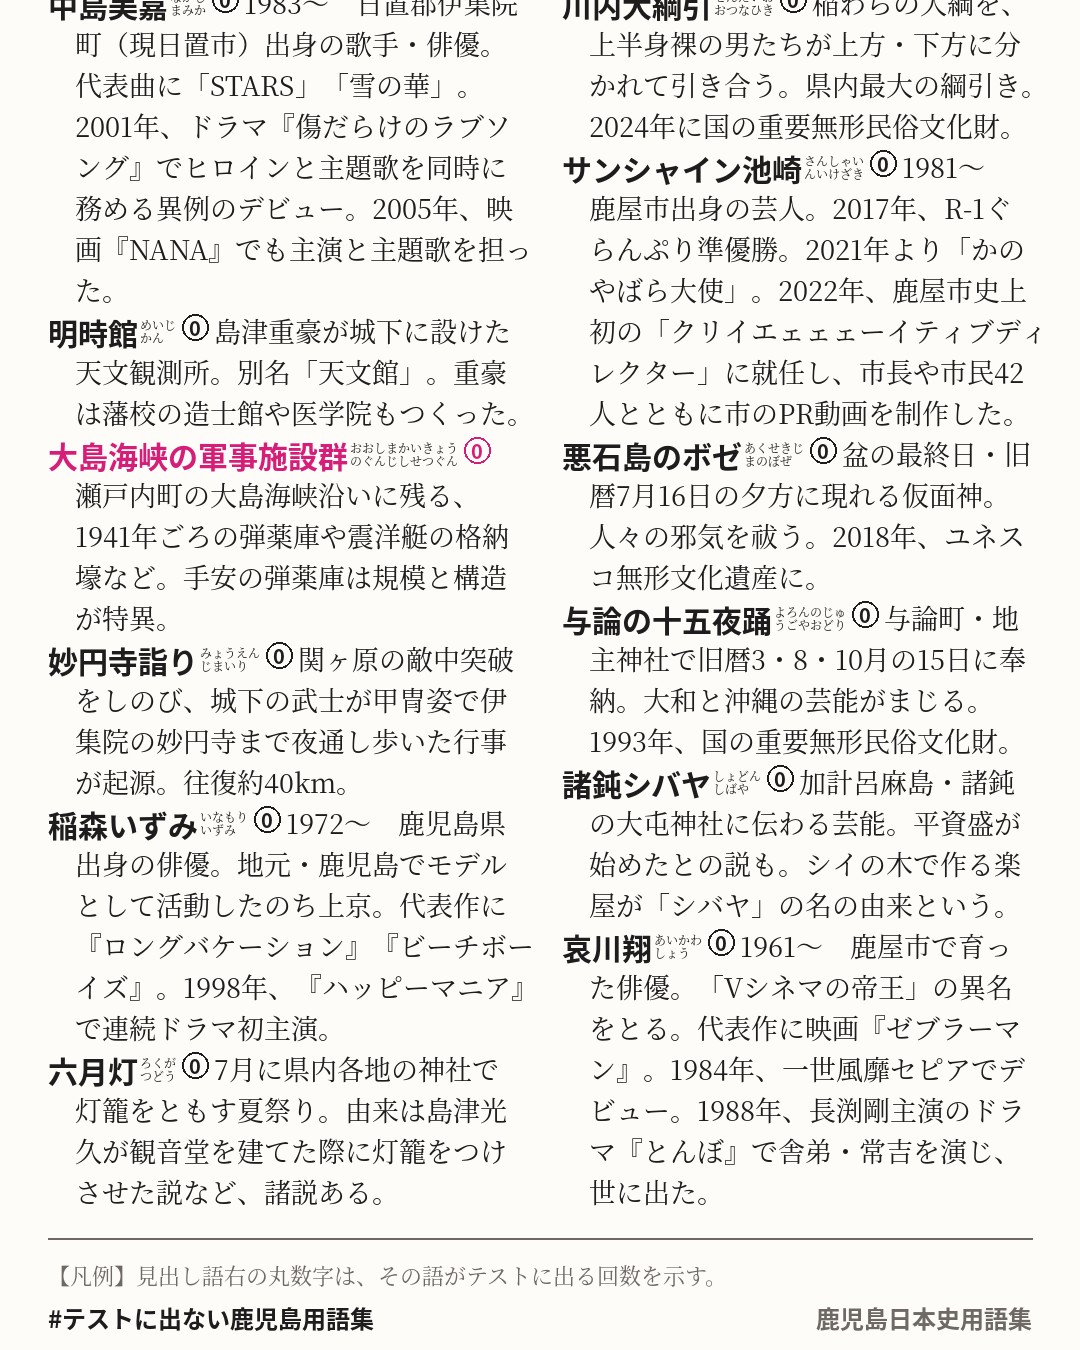 中島美嘉 なかしまみか ⓪ 1983〜　日置郡伊集院
町（現日置市）出身の歌手・俳優。
代表曲に「STARS」「雪の華」。
2001年、ドラマ『傷だらけのラブソ
ング』でヒロインと主題歌を同時に
務める異例のデビュー。2005年、映
画『NANA』でも主演と主題歌を担っ
た。
明時館 めいじかん ⓪ 島津重豪が城下に設けた
天文観測所。別名「天文館」。重豪
は藩校の造士館や医学院もつくった。
大島海峡の軍事施設群 おおしまかいきょうのぐんじしせつぐん ⓪
瀬戸内町の大島海峡沿いに残る、
1941年ごろの弾薬庫や震洋艇の格納
壕など。手安の弾薬庫は規模と構造
が特異。
妙円寺詣り みょうえんじまいり ⓪ 関ヶ原の敵中突破
をしのび、城下の武士が甲冑姿で伊
集院の妙円寺まで夜通し歩いた行事
が起源。往復約40km。
稲森いずみ いなもりいずみ ⓪ 1972〜　鹿児島県
出身の俳優。地元・鹿児島でモデル
として活動したのち上京。代表作に
『ロングバケーション』『ビーチボー
イズ』。1998年、『ハッピーマニア』
で連続ドラマ初主演。
六月灯 ろくがつどう ⓪ 7月に県内各地の神社で
灯籠をともす夏祭り。由来は島津光
久が観音堂を建てた際に灯籠をつけ
させた説など、諸説ある。
川内大綱引 せんだいおおつなひき ⓪ 稲わらの大綱を、
上半身裸の男たちが上方・下方に分
かれて引き合う。県内最大の綱引き。
2024年に国の重要無形民俗文化財。
サンシャイン池崎 さんしゃいんいけざき ⓪ 1981〜
鹿屋市出身の芸人。2017年、R-1ぐ
らんぷり準優勝。2021年より「かの
やばら大使」。2022年、鹿屋市史上
初の「クリイエェェェーイティブディ
レクター」に就任し、市長や市民42
人とともに市のPR動画を制作した。
悪石島のボゼ あくせきじまのぼぜ ⓪ 盆の最終日・旧
暦7月16日の夕方に現れる仮面神。
人々の邪気を祓う。2018年、ユネス
コ無形文化遺産に。
与論の十五夜踊 よろんのじゅうごやおどり ⓪ 与論町・地
主神社で旧暦3・8・10月の15日に奉
納。大和と沖縄の芸能がまじる。
1993年、国の重要無形民俗文化財。
諸鈍シバヤ しょどんしばや ⓪ 加計呂麻島・諸鈍
の大屯神社に伝わる芸能。平資盛が
始めたとの説も。シイの木で作る楽
屋が「シバヤ」の名の由来という。
哀川翔 あいかわしょう ⓪ 1961〜　鹿屋市で育っ
た俳優。「Vシネマの帝王」の異名
をとる。代表作に映画『ゼブラーマ
ン』。1984年、一世風靡セピアでデ
ビュー。1988年、長渕剛主演のドラ
マ『とんぼ』で舎弟・常吉を演じ、
世に出た。
【凡例】見出し語右の丸数字は、その語がテストに出る回数を示す。
#テストに出ない鹿児島用語集
鹿児島日本史用語集